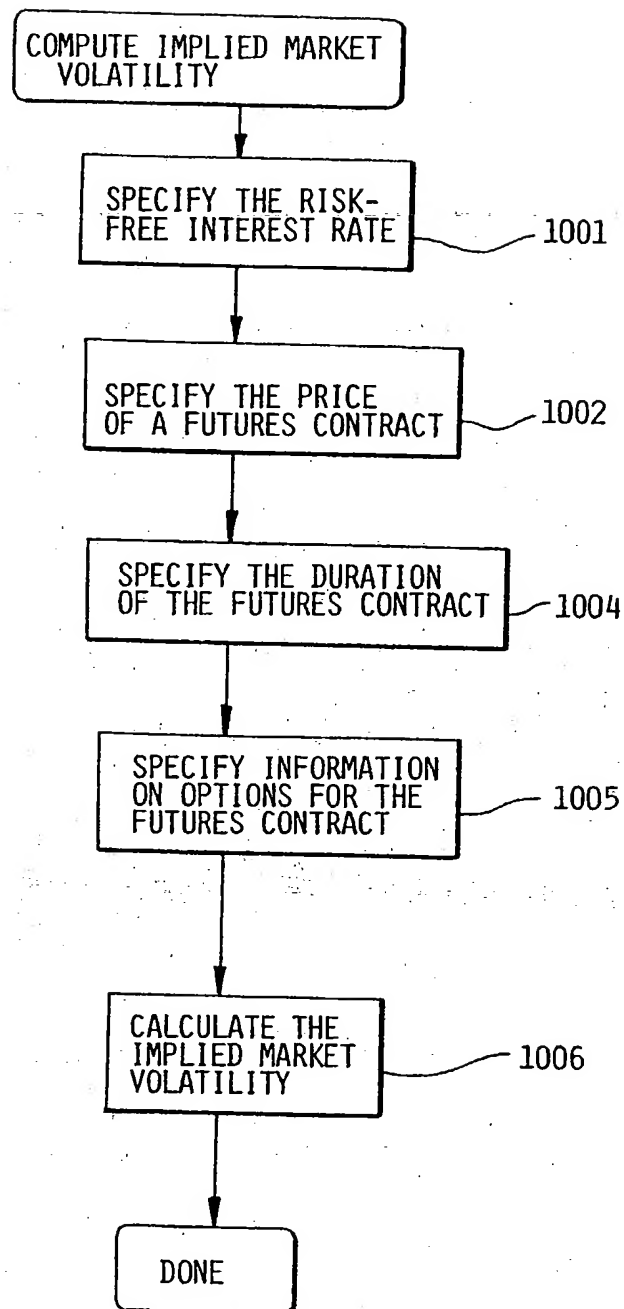 COMPUTE IMPLIED MARKET
VOLATILITY
SPECIFY THE RISK-
FREE INTEREST RATE
1001
SPECIFY THE PRICE
OF A FUTURES CONTRACT
1002
SPECIFY THE DURATION
OF THE FUTURES CONTRACT
1004
SPECIFY INFORMATION
ON OPTIONS FOR THE
FUTURES CONTRACT
1005
CALCULATE THE
IMPLIED MARKET
VOLATILITY
1006
DONE